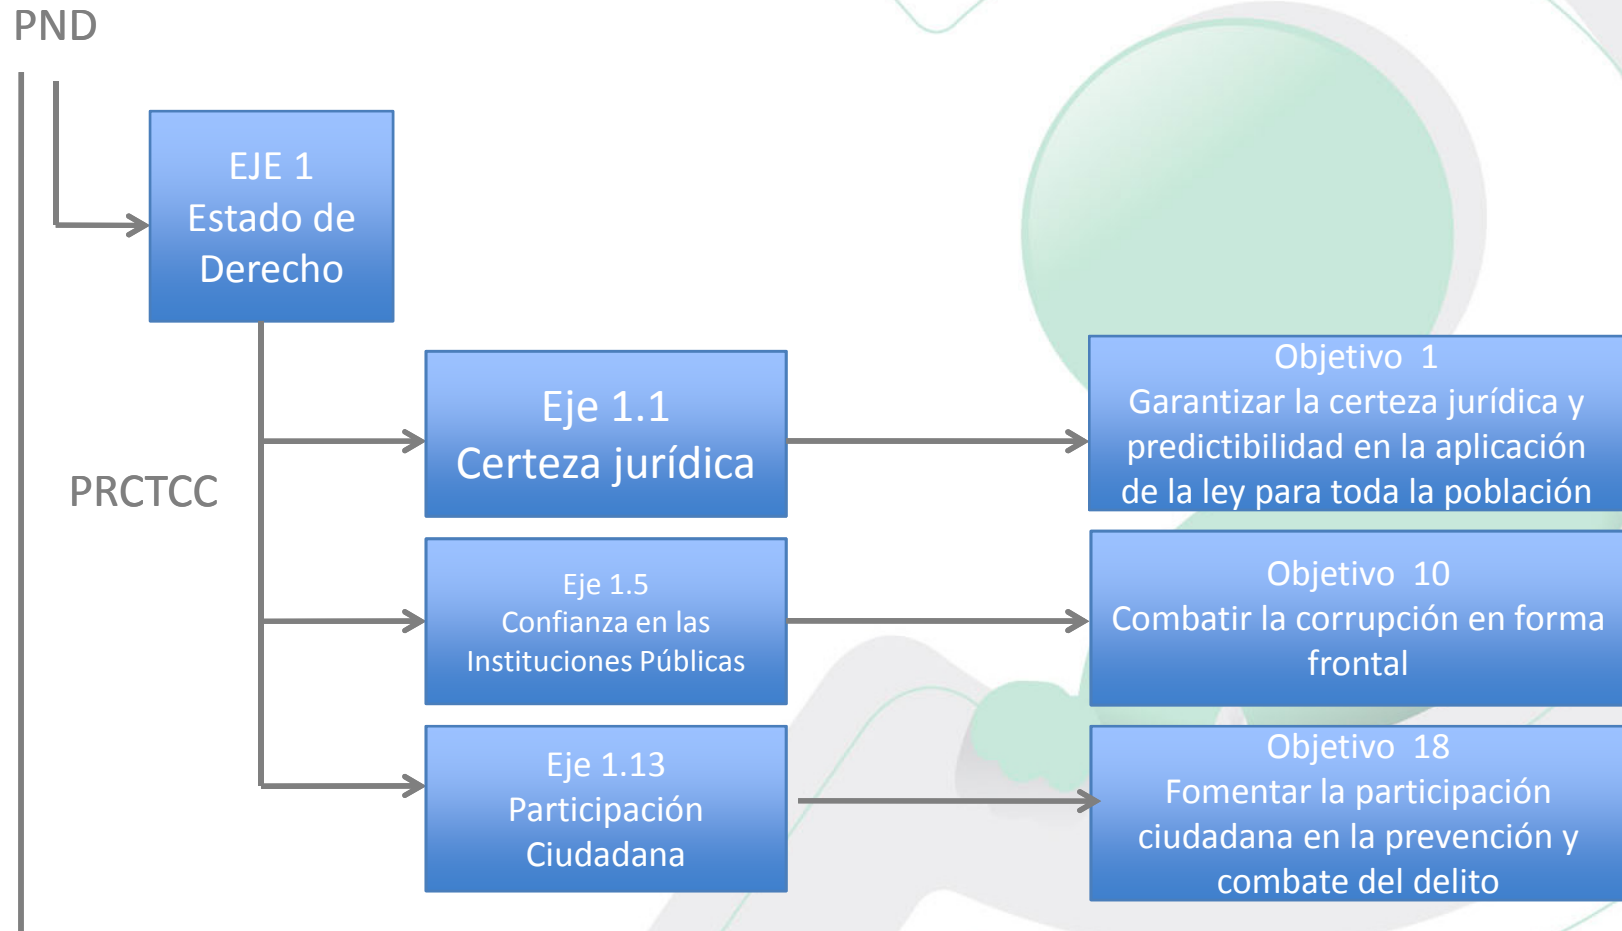 PND
EJE 1
Estado de
Derecho
PRCTCC
Eje 1.1
Certeza jurídica
Objetivo 1
Garantizar la certeza jurídica y
predictibilidad en la aplicación
de la ley para toda la población
Eje 1.5
Confianza en las
Instituciones Públicas
Objetivo 10
Combatir la corrupción en forma
frontal
Eje 1.13
Participación
Ciudadana
Objetivo 18
Fomentar la participación
ciudadana en la prevención y
combate del delito